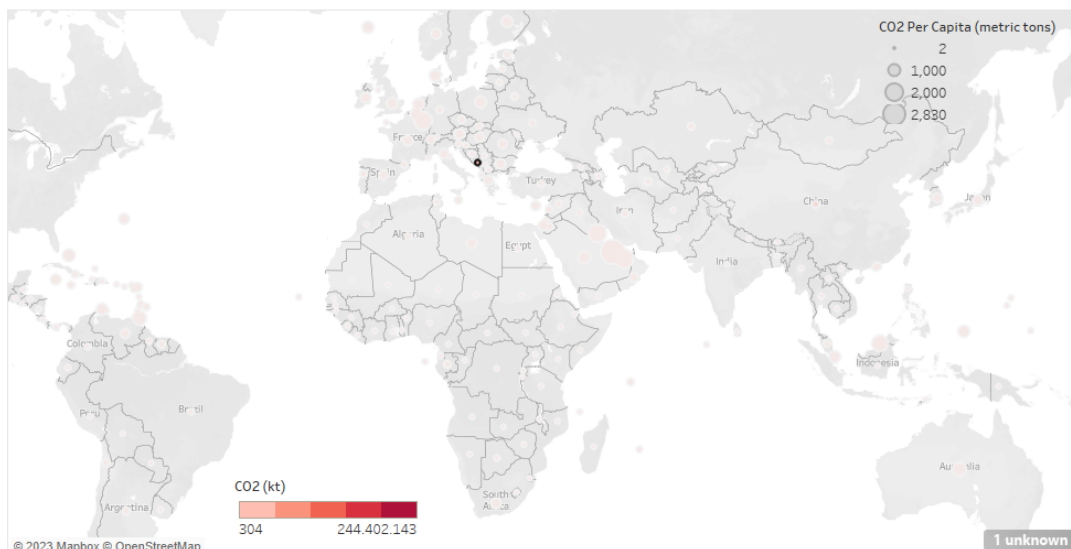 CO2 Per Capita (metric tons)
2
1,000
2,000
2,830
France
Spain
Turkey
Algeria
Egypt
Iran
China
Japan
India
Colombia
Peru
Brazil
Argentina
Indonesia
Australia
South
Africa
CO2 (kt)
304
244.402.143
1 unknown
© 2023 Mapbox © OpenStreetMap